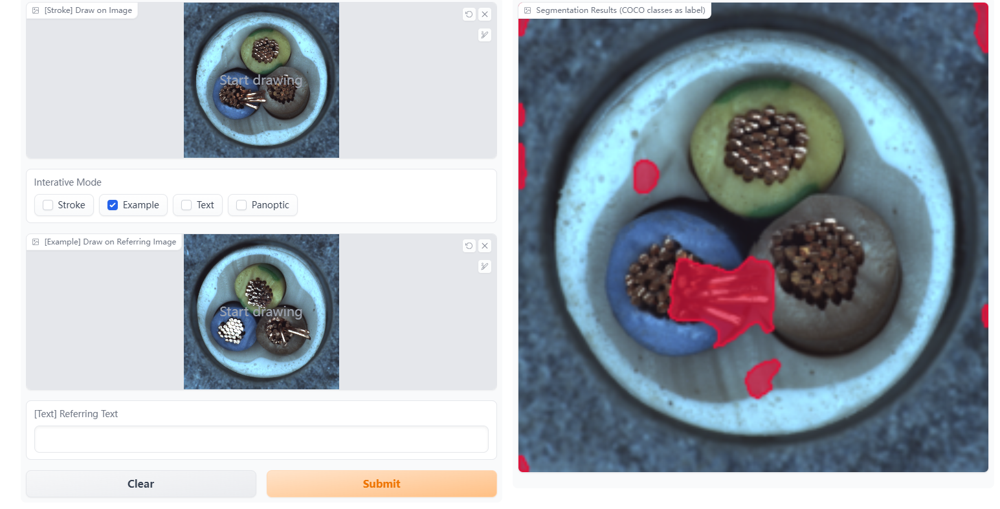 [Stroke] Draw on Image
Start drawing
Interative Mode
Stroke
Example
Text
Panoptic
[Example] Draw on Referring Image
Start drawing
[Text] Referring Text
Clear
Submit
Segmentation Results (COCO classes as label)